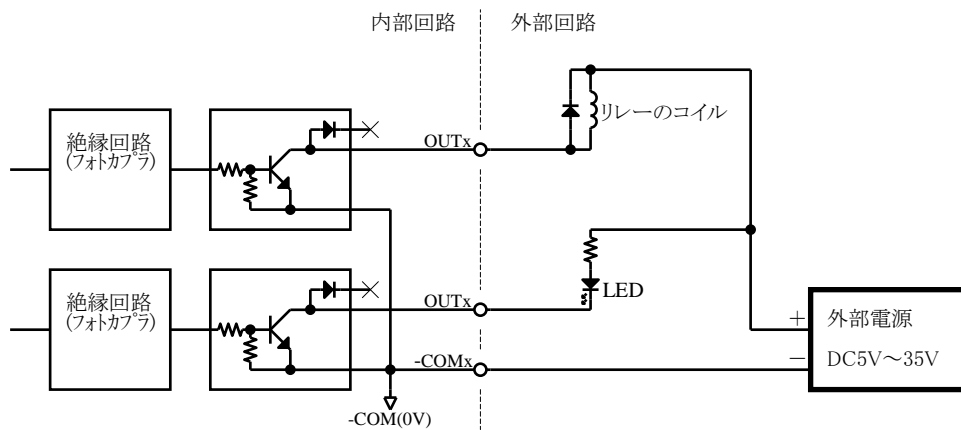 内部回路
外部回路
絶縁回路
(フォトカプラ)
OUTx
リレーのコイル
絶縁回路
(フォトカプラ)
OUTx
LED
-COMx
-COM(0V)
+
外部電源
−
DC5V～35V